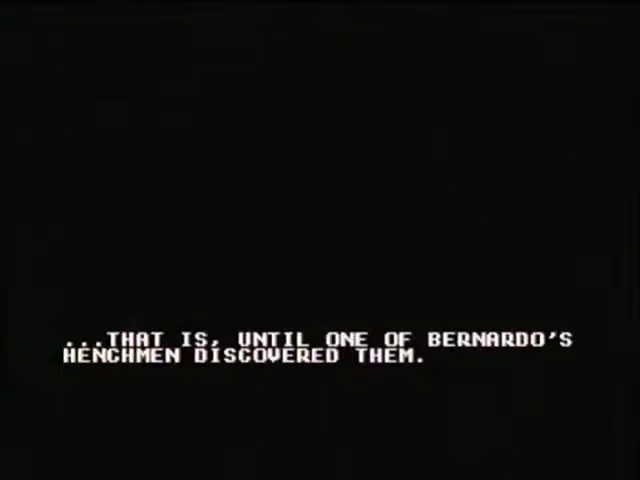 ...THAT IS, UNTIL ONE OF BERNARDO'S
HENCHMEN DISCOVERED THEM.